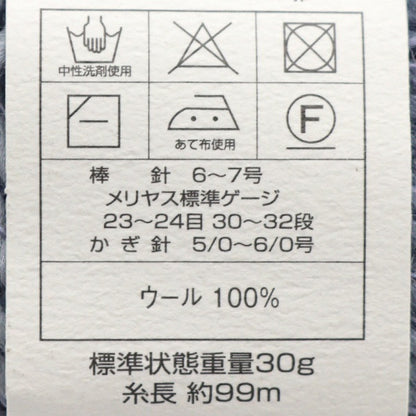 中性洗剤使用
あて布使用
F
棒　針　6〜7号
メリヤス標準ゲージ
23〜24目 30〜32段
かぎ針　5/0〜6/0号
ウール 100%
標準状態重量30g
糸長 約99m